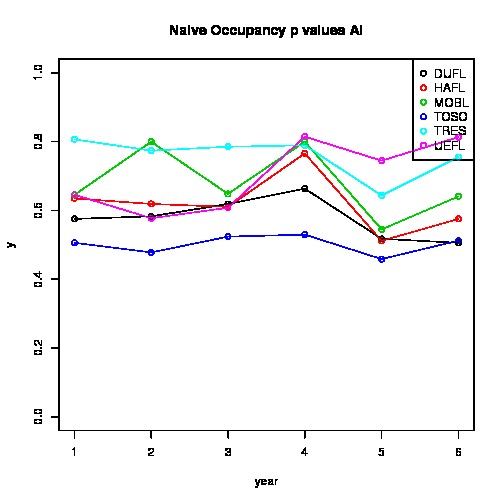 Naive Occupancy p values AI
1.0
0.8
0.6
0.4
0.2
0.0
y
1 2 3 4 5 6
year
DUFL
HAFL
MOBL
TOSO
TRES